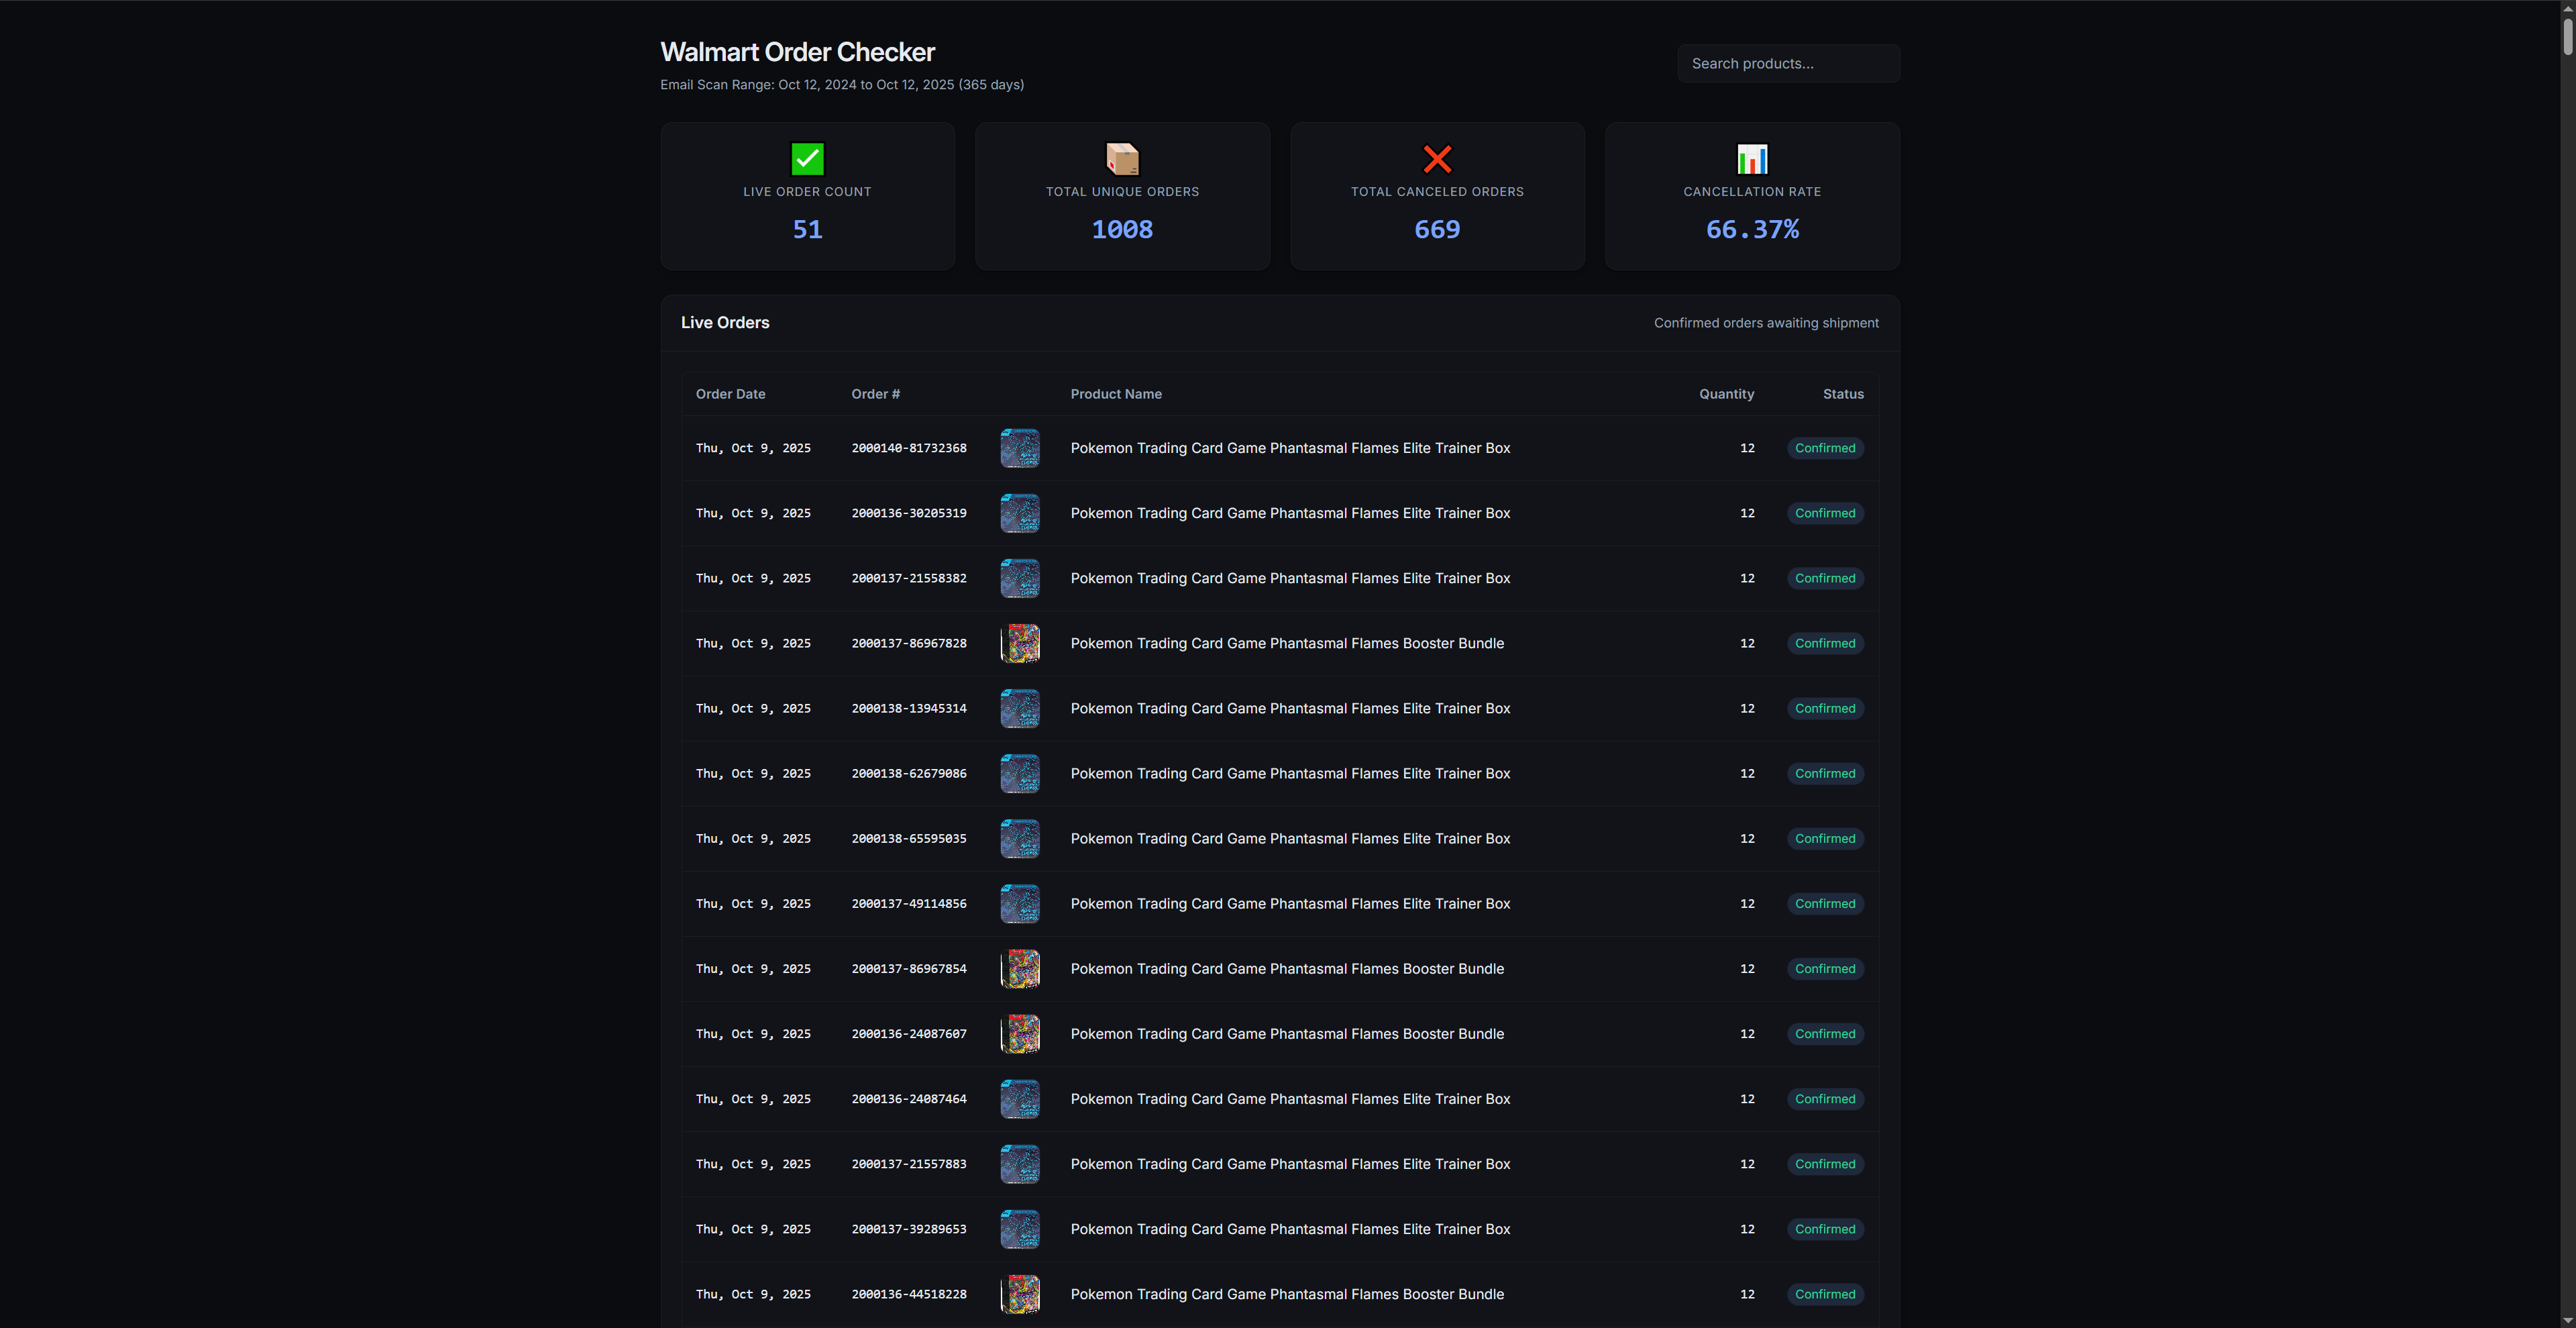 Walmart Order Checker
Email Scan Range: Oct 12, 2024 to Oct 12, 2025 (365 days)
Search products...
LIVE ORDER COUNT
51
TOTAL UNIQUE ORDERS
1008
TOTAL CANCELED ORDERS
669
CANCELLATION RATE
66.37%
Live Orders
Confirmed orders awaiting shipment
Order Date Order # Product Name Quantity Status
Thu, Oct 9, 2025 2000140-81732368 Pokemon Trading Card Game Phantasmal Flames Elite Trainer Box 12 Confirmed
Thu, Oct 9, 2025 2000136-30205319 Pokemon Trading Card Game Phantasmal Flames Elite Trainer Box 12 Confirmed
Thu, Oct 9, 2025 2000137-21558382 Pokemon Trading Card Game Phantasmal Flames Elite Trainer Box 12 Confirmed
Thu, Oct 9, 2025 2000137-86967828 Pokemon Trading Card Game Phantasmal Flames Booster Bundle 12 Confirmed
Thu, Oct 9, 2025 2000138-13945314 Pokemon Trading Card Game Phantasmal Flames Elite Trainer Box 12 Confirmed
Thu, Oct 9, 2025 2000138-62679086 Pokemon Trading Card Game Phantasmal Flames Elite Trainer Box 12 Confirmed
Thu, Oct 9, 2025 2000138-65595035 Pokemon Trading Card Game Phantasmal Flames Elite Trainer Box 12 Confirmed
Thu, Oct 9, 2025 2000137-49114856 Pokemon Trading Card Game Phantasmal Flames Elite Trainer Box 12 Confirmed
Thu, Oct 9, 2025 2000137-86967854 Pokemon Trading Card Game Phantasmal Flames Booster Bundle 12 Confirmed
Thu, Oct 9, 2025 2000136-24087607 Pokemon Trading Card Game Phantasmal Flames Booster Bundle 12 Confirmed
Thu, Oct 9, 2025 2000136-24087464 Pokemon Trading Card Game Phantasmal Flames Elite Trainer Box 12 Confirmed
Thu, Oct 9, 2025 2000137-21557883 Pokemon Trading Card Game Phantasmal Flames Elite Trainer Box 12 Confirmed
Thu, Oct 9, 2025 2000137-39289653 Pokemon Trading Card Game Phantasmal Flames Elite Trainer Box 12 Confirmed
Thu, Oct 9, 2025 2000136-44518228 Pokemon Trading Card Game Phantasmal Flames Booster Bundle 12 Confirmed